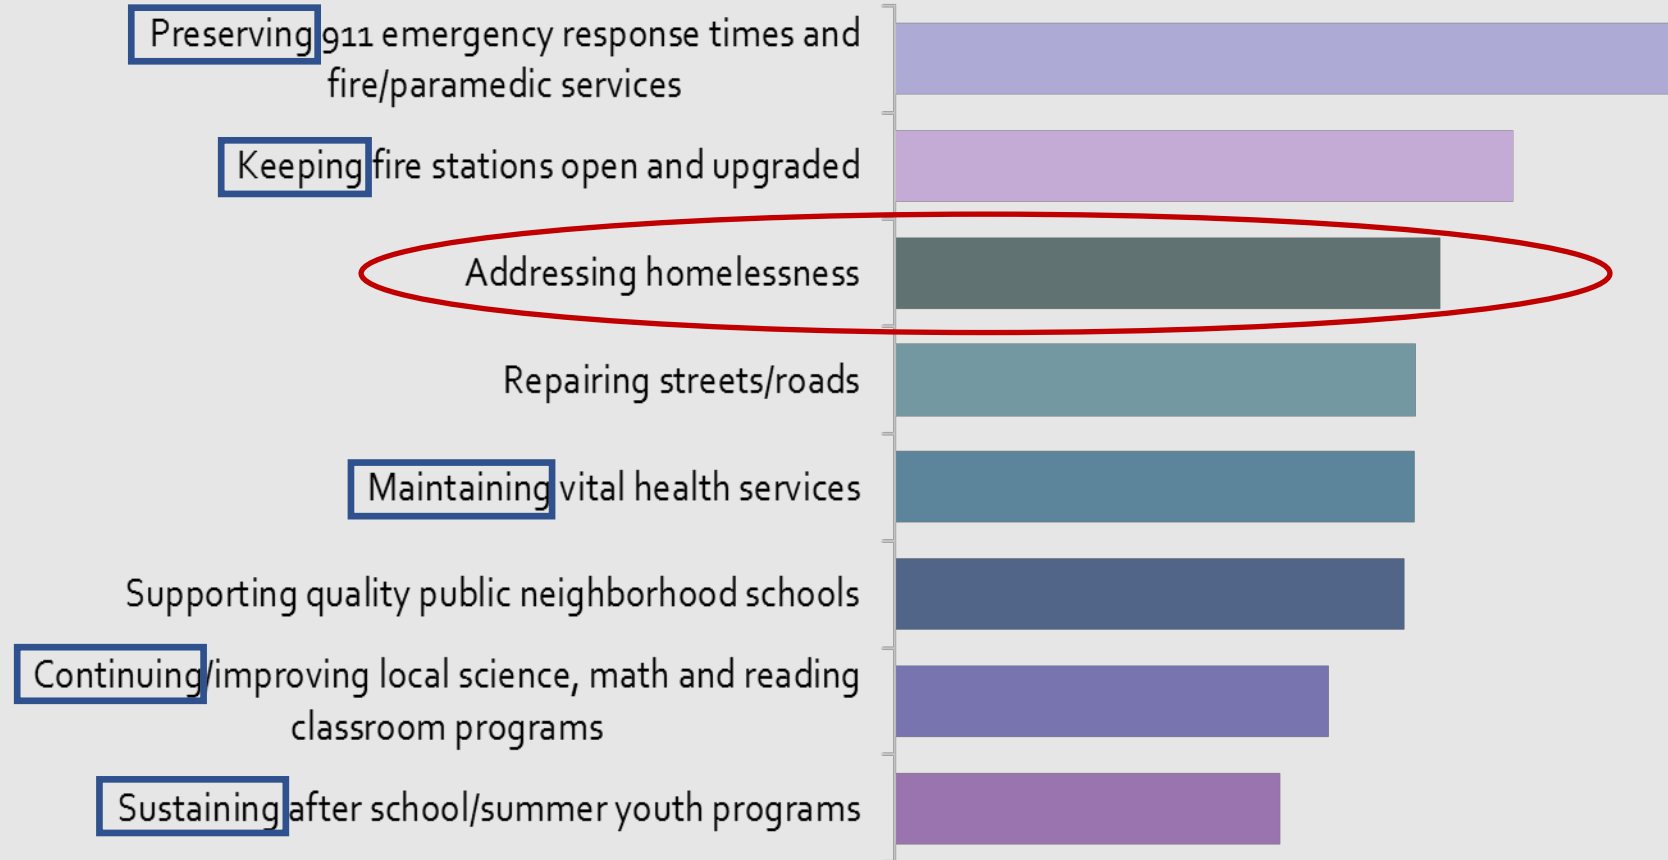 Preserving 911 emergency response times and
fire/paramedic services
Keeping fire stations open and upgraded
Addressing homelessness
Repairing streets/roads
Maintaining vital health services
Supporting quality public neighborhood schools
Continuing/improving local science, math and reading
classroom programs
Sustaining after school/summer youth programs